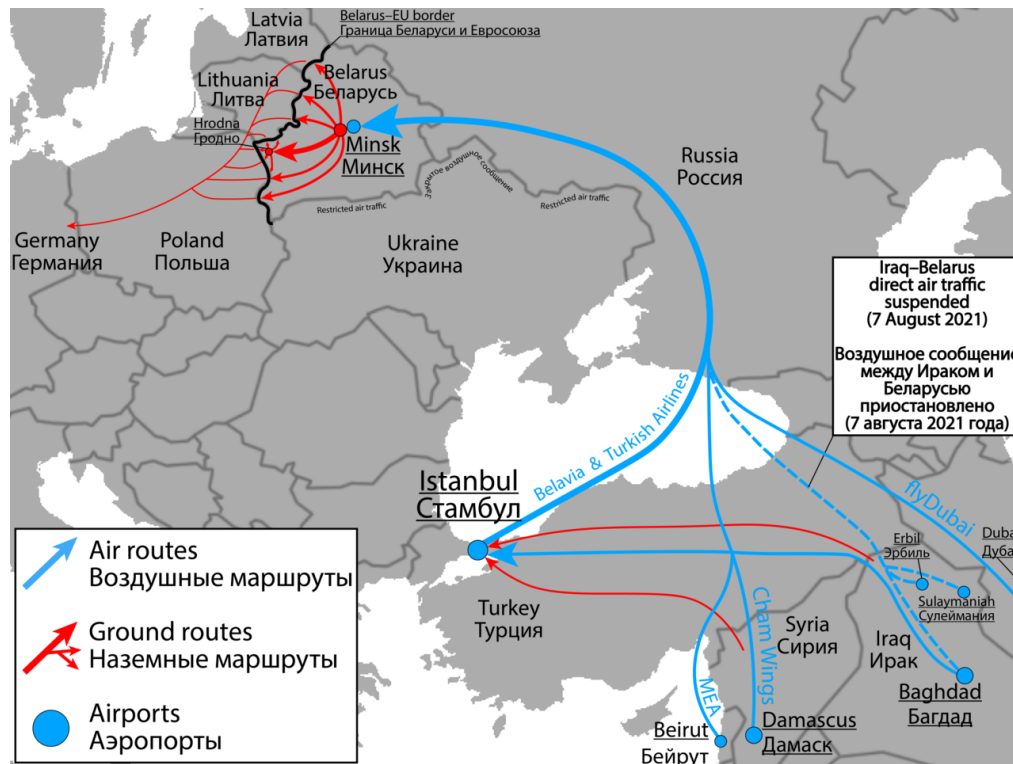 Latvia
ЛАТВИЯ
Belarus–EU border
Граница Беларуси и Евросоюза
Lithuania
Литва
Belarus
Беларусь
Hrodna
Гродно
Minsk
Минск
Russia
Россия
Restricted air traffic
Закрытое воздушное сообщение
Restricted air traffic
Germany
Германия
Poland
Польша
Ukraine
Украина
Iraq–Belarus
direct air traffic
suspended
(7 August 2021)
Воздушное сообщение
между Ираком и
Беларусью
приостановлено
(7 августа 2021 года)
Belavia & Turkish Airlines
Istanbul
Стамбул
flyDubai
Erbil
Эрбиль
Sulaymaniah
Сулеймания
Turkey
Турция
Cham Wings
Syria
Сирия
Iraq
Ирак
MEA
Baghdad
Багдад
Beirut
Бейрут
Damascus
Дамаск
Air routes
Воздушные маршруты
Ground routes
Наземные маршруты
Airports
Аэропорты